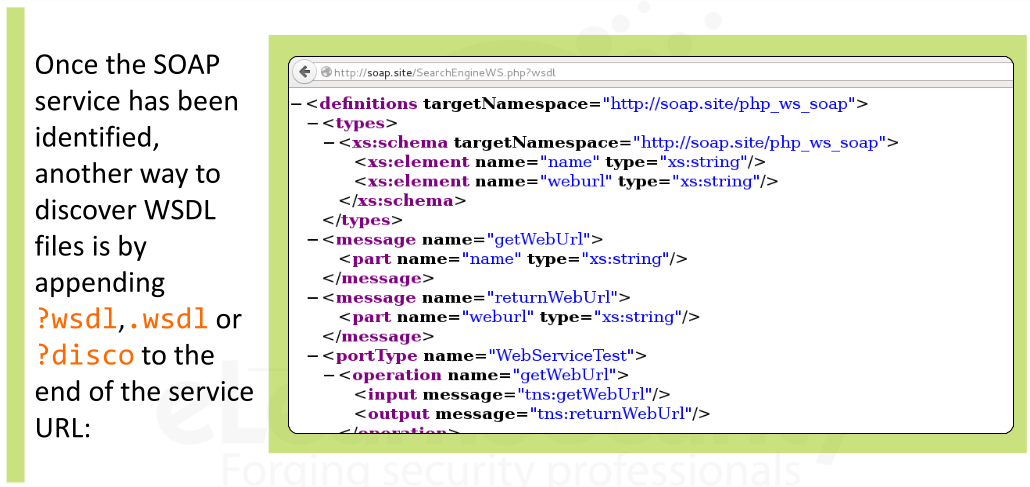 Once the SOAP
service has been
identified,
another way to
discover WSDL
files is by
appending
?wsdl,.wsdl or
?disco to the
end of the service
URL:
http://soap.site/SearchEngineWS.php?wsdl
−<definitions targetNamespace="http://soap.site/php_ws_soap">
−<types>
−<xs:schema targetNamespace="http://soap.site/php_ws_soap">
<xs:element name="name" type="xs:string"/>
<xs:element name="weburl" type="xs:string"/>
</xs:schema>
</types>
−<message name="getWebUrl">
<part name="name" type="xs:string"/>
</message>
−<message name="returnWebUrl">
<part name="weburl" type="xs:string"/>
</message>
−<portType name="WebServiceTest">
−<operation name="getWebUrl">
<input message="tns:getWebUrl"/>
<output message="tns:returnWebUrl"/>
</operation>
Forging security professionals